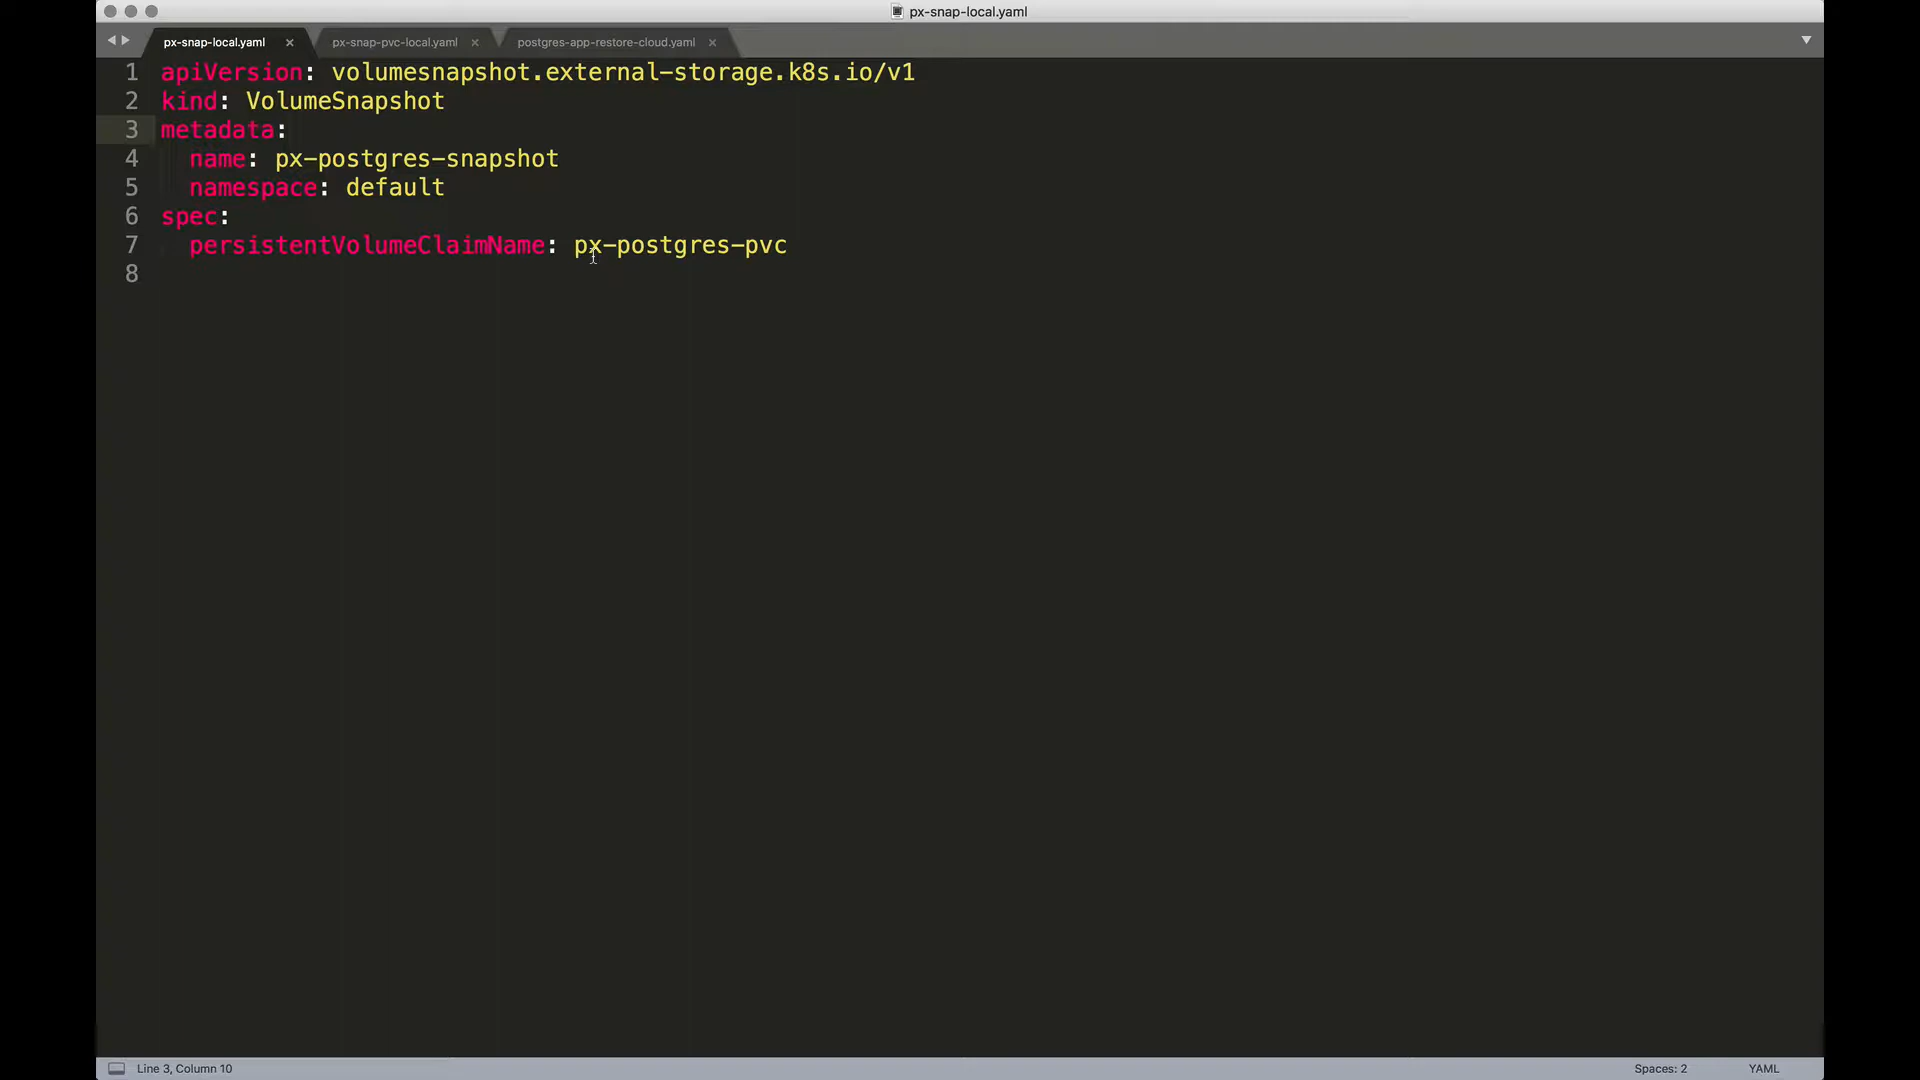 px-snap-local.yaml
px-snap-local.yaml × px-snap-pvc-local.yaml × postgres-app-restore-cloud.yaml ×
1 apiVersion: volumesnapshot.external-storage.k8s.io/v1
2 kind: VolumeSnapshot
3 metadata:
4   name: px-postgres-snapshot
5   namespace: default
6 spec:
7   persistentVolumeClaimName: px-postgres-pvc
8
Line 3, Column 10 Spaces: 2 YAML